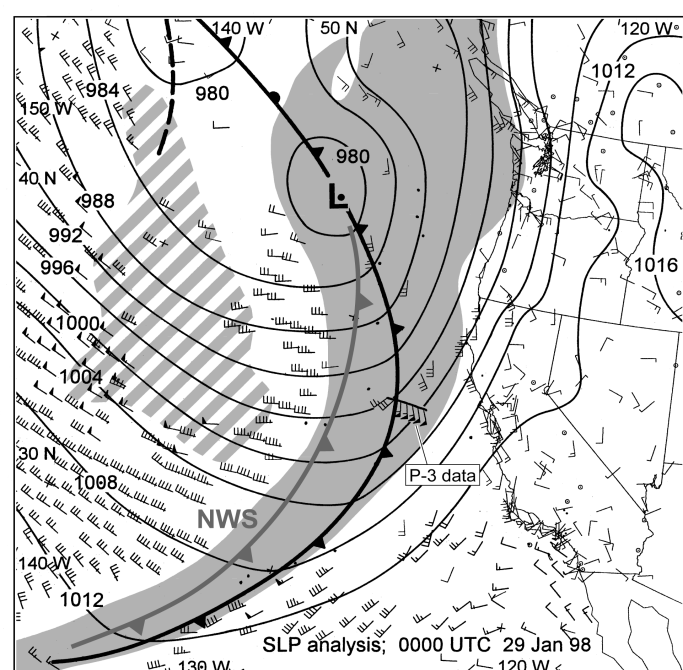 140 W
50 N
120 W
1012
984
980
150 W
980
L
40 N
988
992
996
1016
1000
1004
30 N
P-3 data
1008
NWS
140 W
1012
SLP analysis; 0000 UTC 29 Jan 98
130 W
120 W